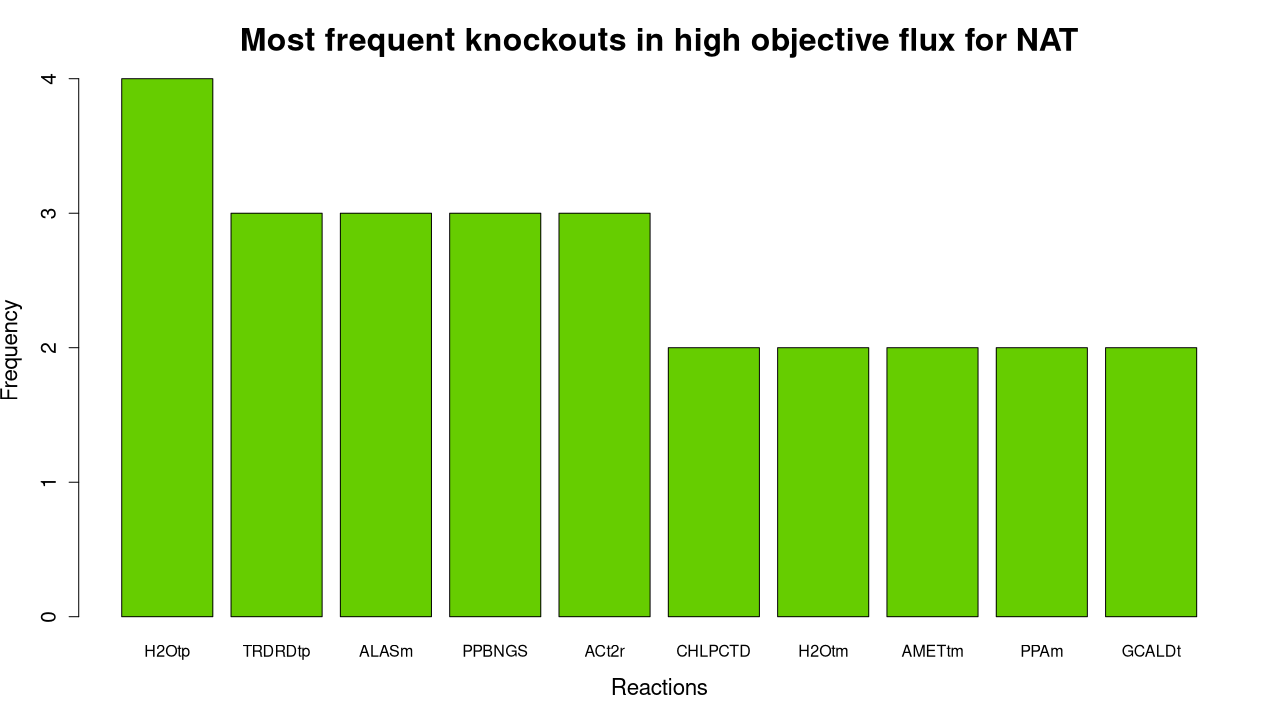 Most frequent knockouts in high objective flux for NAT
4
3
2
1
0
Frequency
H2Otp TRDRDtp ALASm PPBNGS ACt2r CHLPCTD H2Otm AMETtm PPAm GCALDt
Reactions